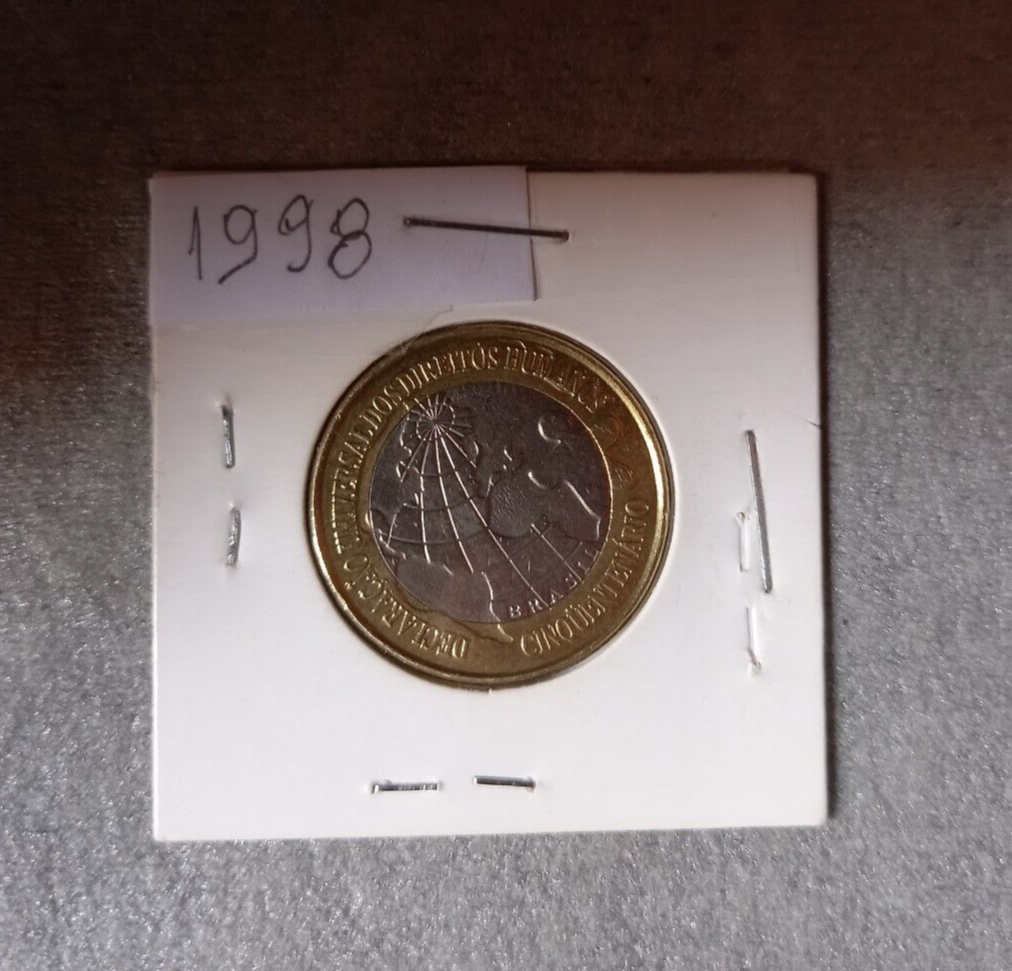 1998
DECLARAÇÃO UNIVERSAL DOS DIREITOS HUMANOS
CINQÜENTENÁRIO
BRASIL